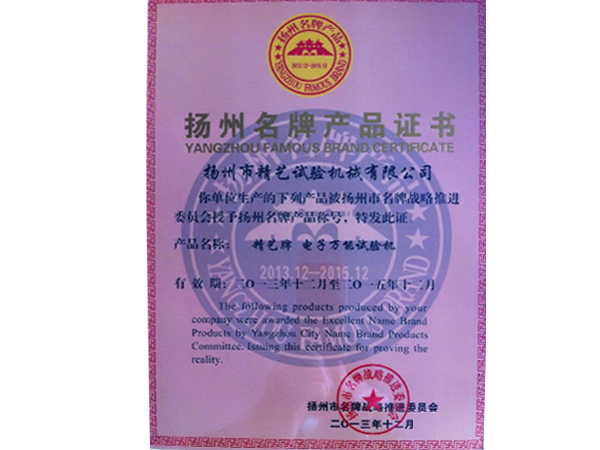 扬州名牌产品
2013.12-2015.12
YANGZHOU FAMOUS BRAND
扬州名牌产品证书
YANGZHOU FAMOUS BRAND CERTIFICATE
扬州市精艺试验机械有限公司
你单位生产的下列产品被扬州市名牌战略推进
委员会授予扬州名牌产品称号，特发此证。
产品名称： 精艺牌 电子万能试验机
2013.12—2015.12
有效期：二〇一三年十二月至二〇一五年十二月
The following products produced by your
company were awarded the Excellent Name Brand
Products by Yangzhou City Name Brand Products
Committee. Issuing this certificate for proving the
reality.
扬州市名牌战略推进委员会
二〇一三年十二月